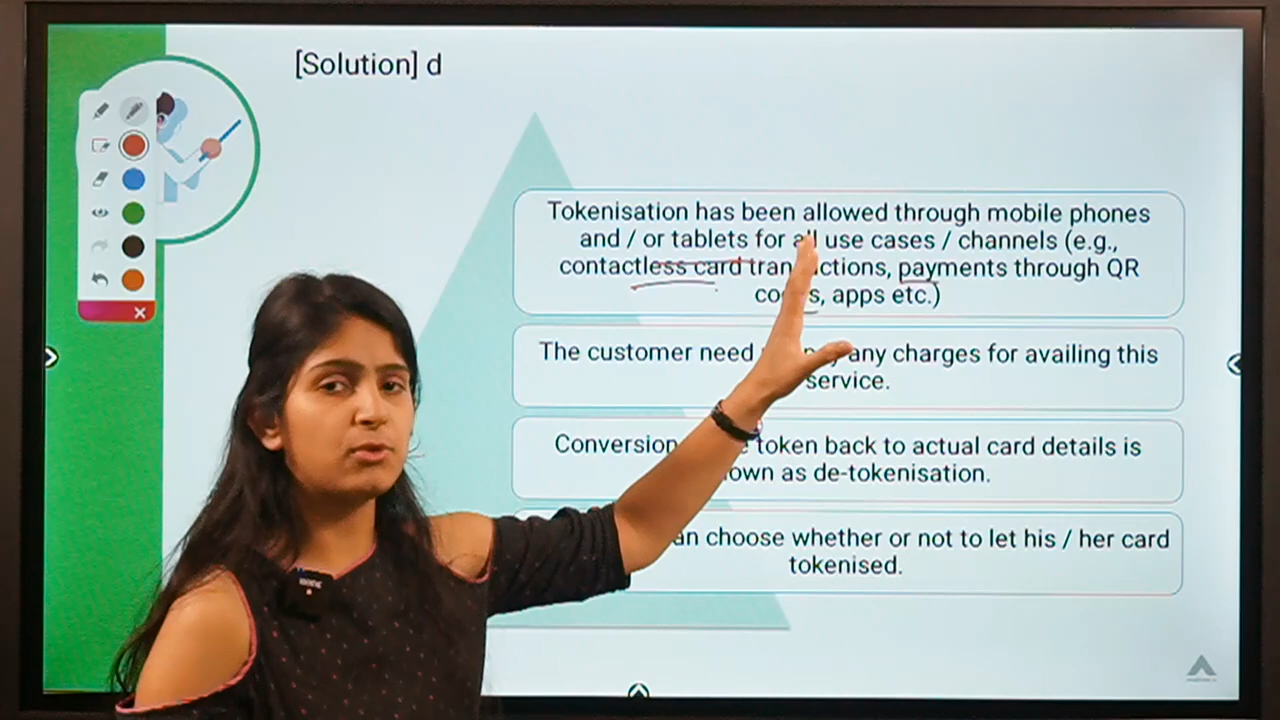 [Solution] d
Tokenisation has been allowed through mobile phones
and / or tablets for all use cases / channels (e.g.,
contactless card transactions, payments through QR
codes, apps etc.)
The customer need any charges for availing this
service.
Conversion token back to actual card details is
as de-tokenisation.
choose whether or not to let his / her card
tokenised.